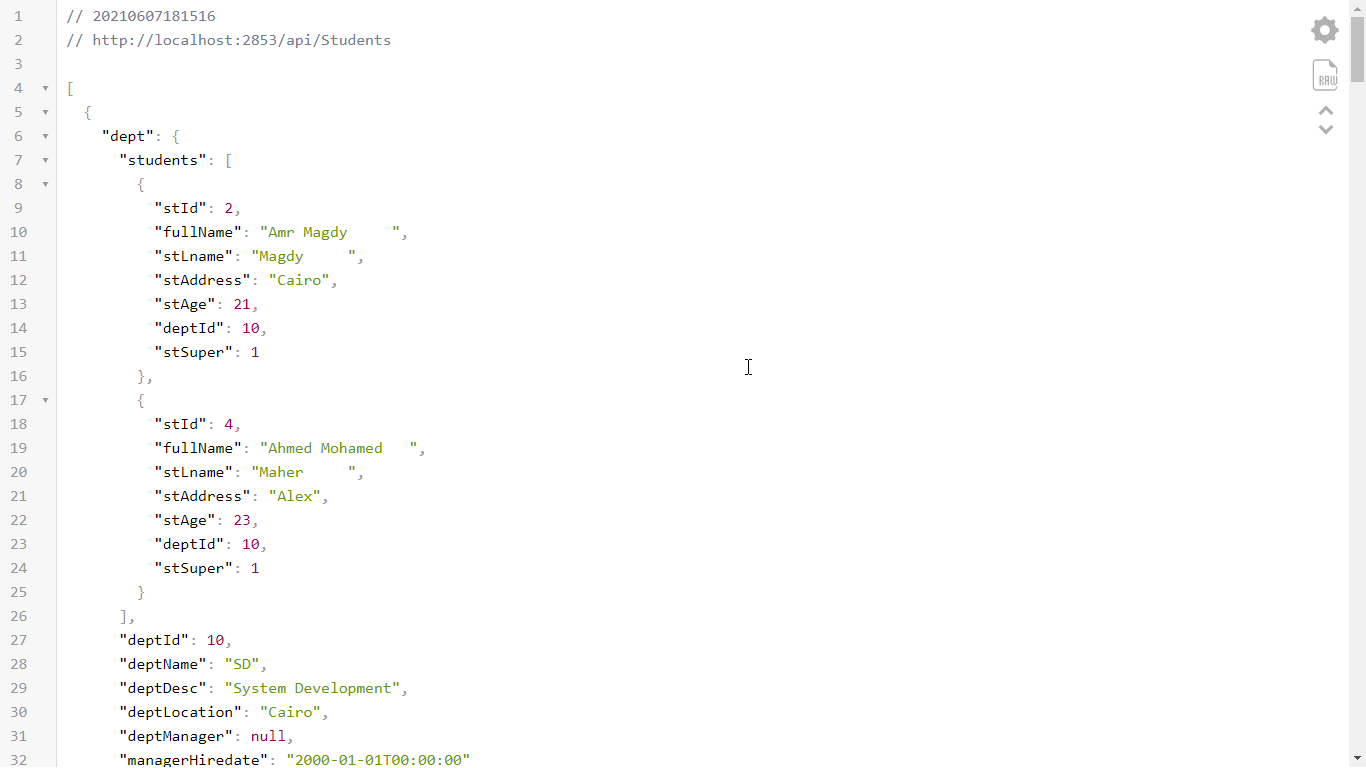 1 // 20210607181516
2 // http://localhost:2853/api/Students
3
4 [
5 {
6 "dept": {
7 "students": [
8 {
9 "stId": 2,
10 "fullName": "Amr Magdy     ",
11 "stLname": "Magdy     ",
12 "stAddress": "Cairo",
13 "stAge": 21,
14 "deptId": 10,
15 "stSuper": 1
16 },
17 {
18 "stId": 4,
19 "fullName": "Ahmed Mohamed   ",
20 "stLname": "Maher     ",
21 "stAddress": "Alex",
22 "stAge": 23,
23 "deptId": 10,
24 "stSuper": 1
25 }
26 ],
27 "deptId": 10,
28 "deptName": "SD",
29 "deptDesc": "System Development",
30 "deptLocation": "Cairo",
31 "deptManager": null,
32 "managerHiredate": "2000-01-01T00:00:00"
RAW